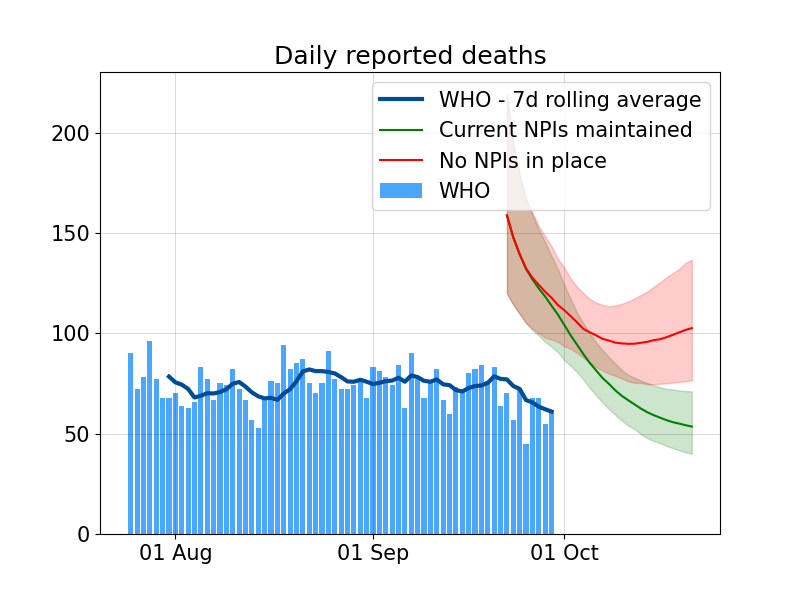 Daily reported deaths
WHO - 7d rolling average
Current NPIs maintained
No NPIs in place
WHO
200
150
100
50
0
01 Aug
01 Sep
01 Oct